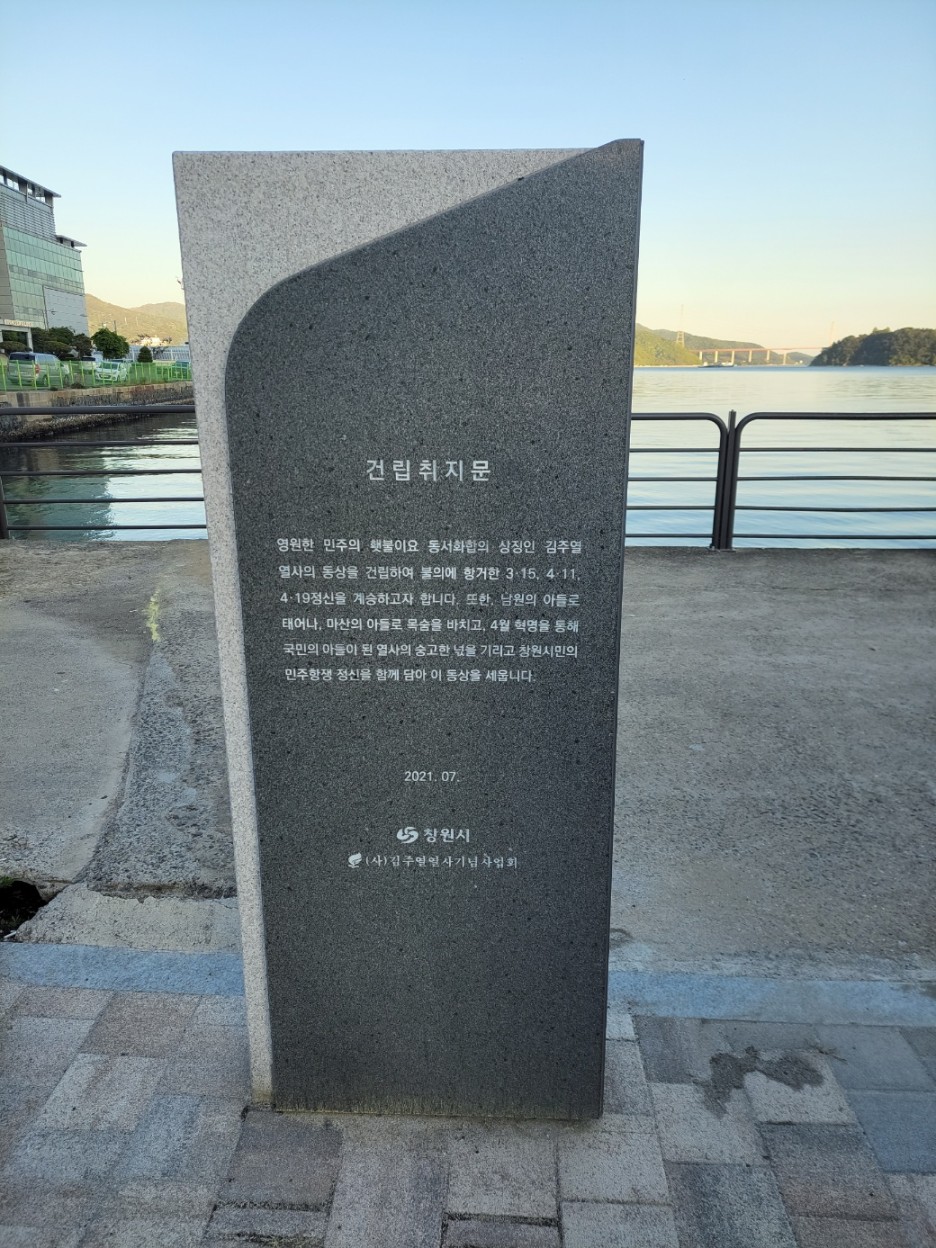 건립취지문
영원한 민주의 횃불이요 동서화합의 상징인 김주열
열사의 동상을 건립하여 불의에 항거한 3·15, 4·11,
4·19정신을 계승하고자 합니다. 또한, 남원의 아들로
태어나, 마산의 아들로 목숨을 바치고, 4월 혁명을 통해
국민의 아들이 된 열사의 숭고한 넋을 기리고 창원시민의
민주항쟁 정신을 함께 담아 이 동상을 세웁니다.
2021. 07.
창원시
(사)김주열열사기념사업회